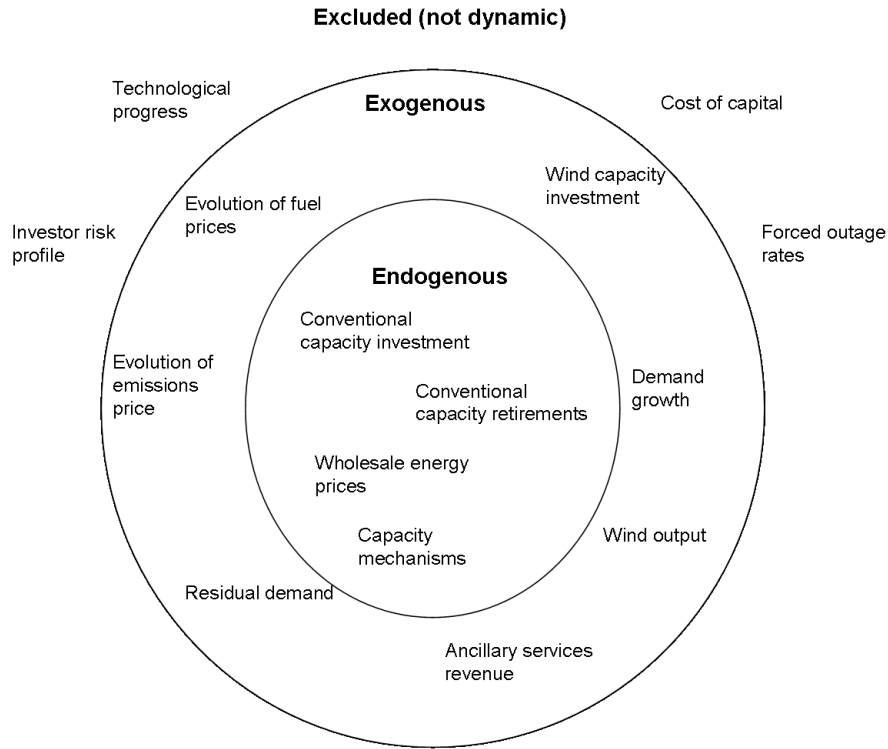 Excluded (not dynamic)
Technological
progress
Exogenous
Cost of capital
Wind capacity
investment
Evolution of fuel
prices
Investor risk
profile
Forced outage
rates
Endogenous
Conventional
capacity investment
Evolution of
emissions
price
Demand
growth
Conventional
capacity retirements
Wholesale energy
prices
Capacity
mechanisms
Wind output
Residual demand
Ancillary services
revenue